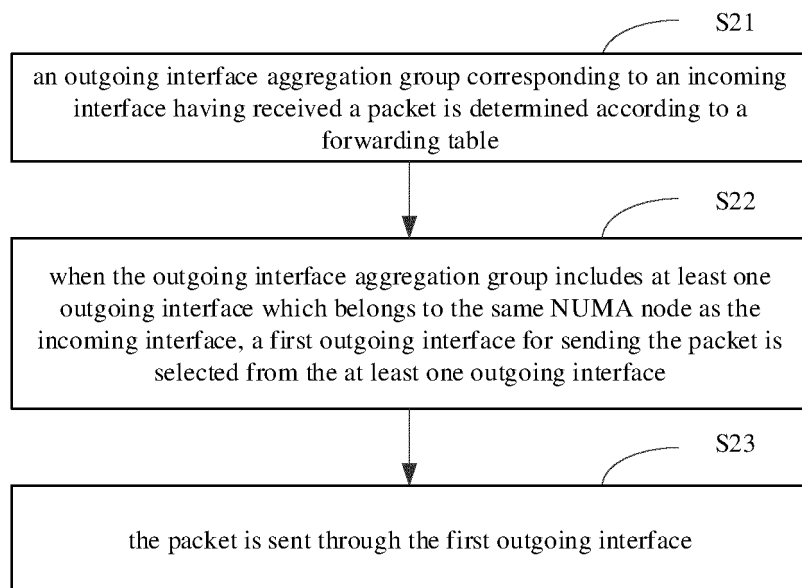 S21
an outgoing interface aggregation group corresponding to an incoming
interface having received a packet is determined according to a
forwarding table
S22
when the outgoing interface aggregation group includes at least one
outgoing interface which belongs to the same NUMA node as the
incoming interface, a first outgoing interface for sending the packet is
selected from the at least one outgoing interface
S23
the packet is sent through the first outgoing interface